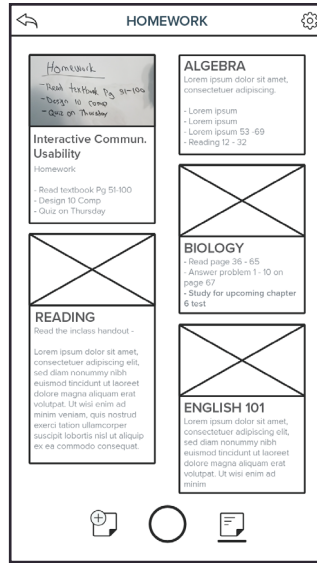 HOMEWORK
Homework
- Read textbook Pg 51-100
- Design 10 Comp
- Quiz on Thursday
Interactive Commun.
Usability
Homework
- Read textbook Pg 51-100
- Design 10 Comp
- Quiz on Thursday
READING
Read the inclass handout -
Lorem ipsum dolor sit amet,
consectetuer adipiscing elit,
sed diam nonummy nibh
euismod tincidunt ut laoreet
dolore magna aliquam erat
volutpat. Ut wisi enim ad
minim veniam, quis nostrud
exerci tation ullamcorper
suscipit lobortis nisl ut aliquip
ex ea commodo consequat.
ALGEBRA
Lorem ipsum dolor sit amet,
consectetuer adipiscing.
- Lorem ipsum
- Lorem ipsum
- Lorem ipsum 53 -69
- Reading 12 - 32
BIOLOGY
- Read page 36 - 65
- Answer problem 1 - 10 on
page 67
- Study for upcoming chapter
6 test
ENGLISH 101
Lorem ipsum dolor sit amet,
consectetuer adipiscing elit,
sed diam nonummy nibh
euismod tincidunt ut laoreet
dolore magna aliquam erat
volutpat. Ut wisi enim ad
minim